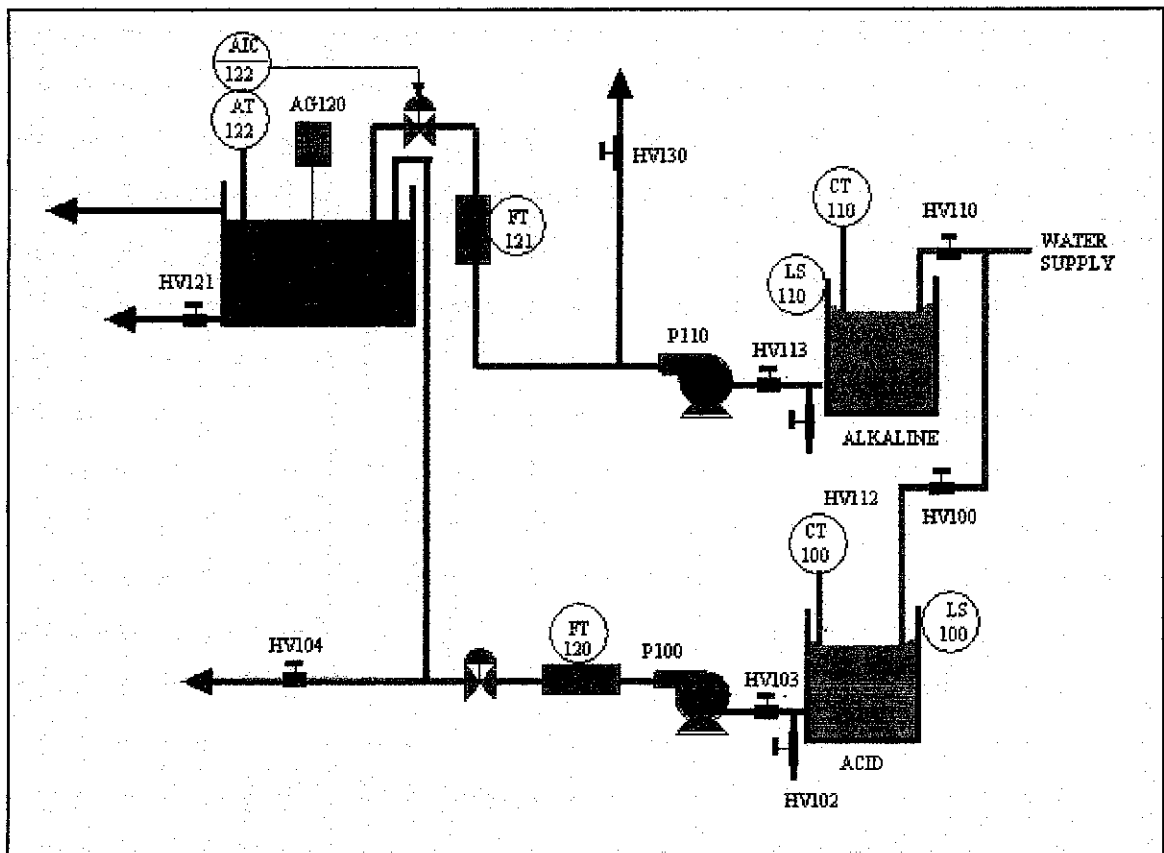 AIC
122
AT
122
AG120
HV130
CT
110
HV110
WATER
SUPPLY
FT
121
LS
110
HV121
P110
HV113
ALKALINE
HV112
HV100
CT
100
LS
100
FT
120
P100
HV104
HV103
ACID
HV102